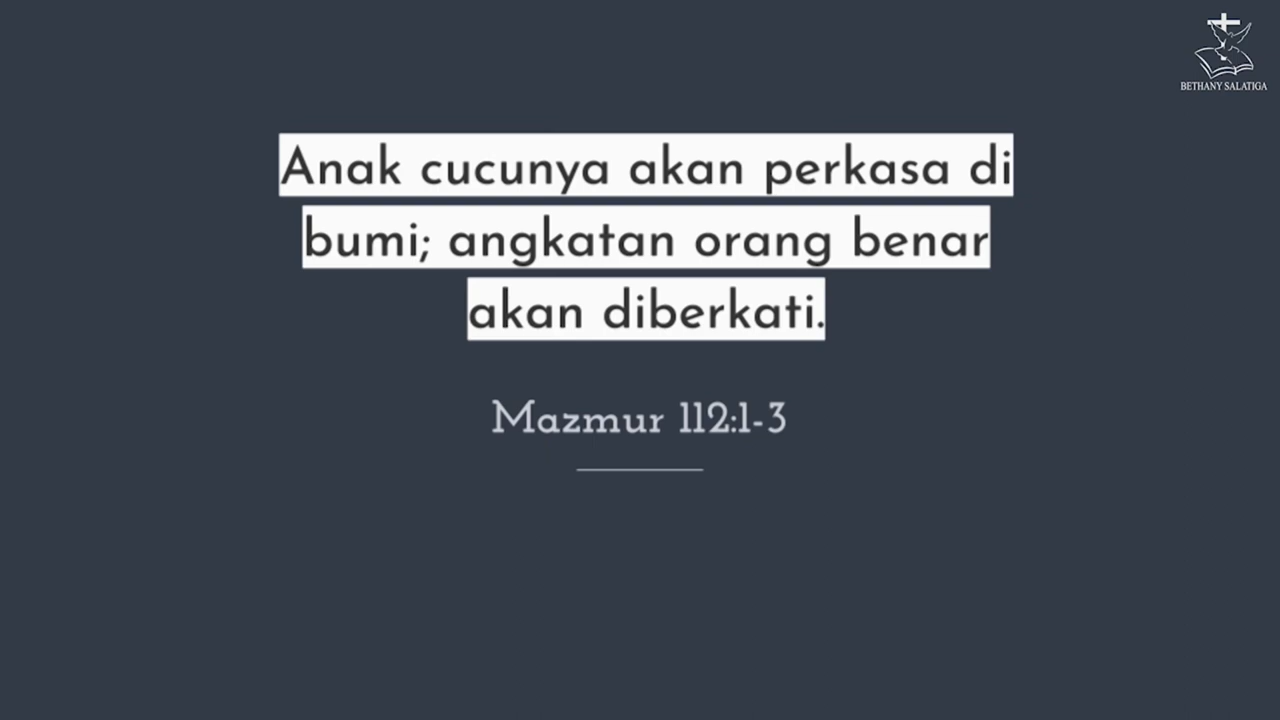 BETHANY SALATIGA
Anak cucunya akan perkasa di
bumi; angkatan orang benar
akan diberkati.
Mazmur 112:1-3